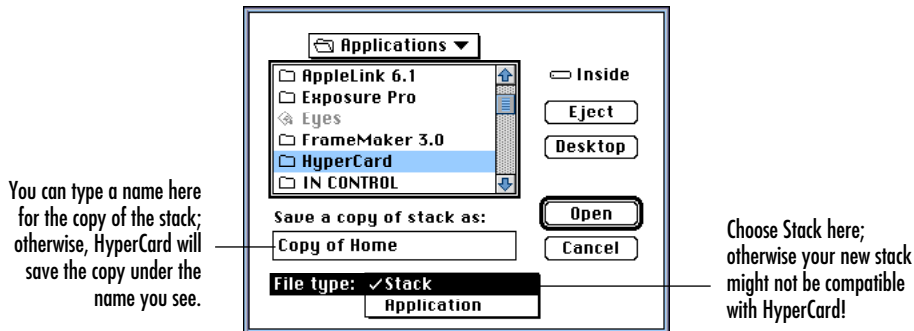 Applications
AppleLink 6.1
Exposure Pro
Eyes
FrameMaker 3.0
HyperCard
IN CONTROL
Inside
Eject
Desktop
You can type a name here
for the copy of the stack;
otherwise, HyperCard will
save the copy under the
name you see.
Save a copy of stack as:
Copy of Home
Open
Cancel
File type: ✓Stack
Application
Choose Stack here;
otherwise your new stack
might not be compatible
with HyperCard!